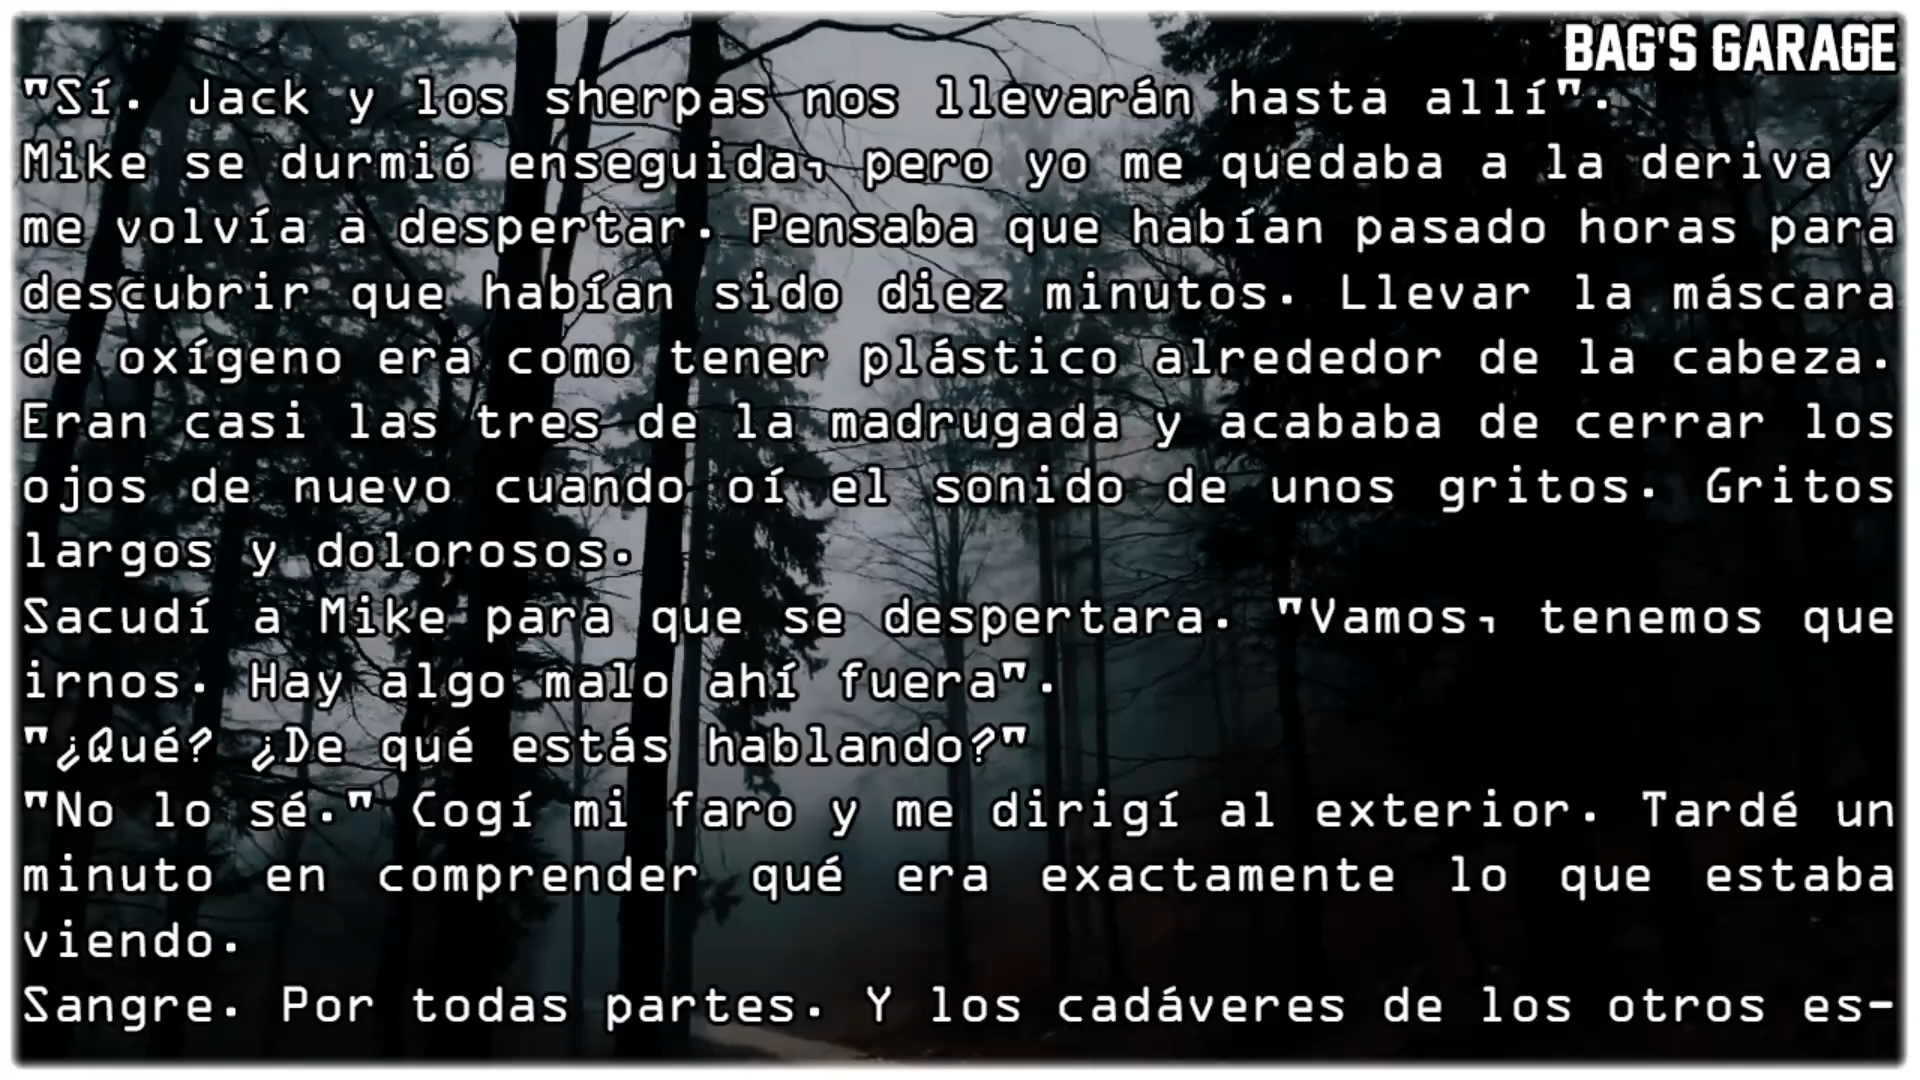 BAG'S GARAGE
"Sí. Jack y los sherpas nos llevarán hasta allí".
Mike se durmió enseguida, pero yo me quedaba a la deriva y
me volvía a despertar. Pensaba que habían pasado horas para
descubrir que habían sido diez minutos. Llevar la máscara
de oxígeno era como tener plástico alrededor de la cabeza.
Eran casi las tres de la madrugada y acababa de cerrar los
ojos de nuevo cuando oí el sonido de unos gritos. Gritos
largos y dolorosos.
Sacudí a Mike para que se despertara. "Vamos, tenemos que
irnos. Hay algo malo ahí fuera".
"¿Qué? ¿De qué estás hablando?"
"No lo sé." Cogí mi faro y me dirigí al exterior. Tardé un
minuto en comprender qué era exactamente lo que estaba
viendo.
Sangre. Por todas partes. Y los cadáveres de los otros es-